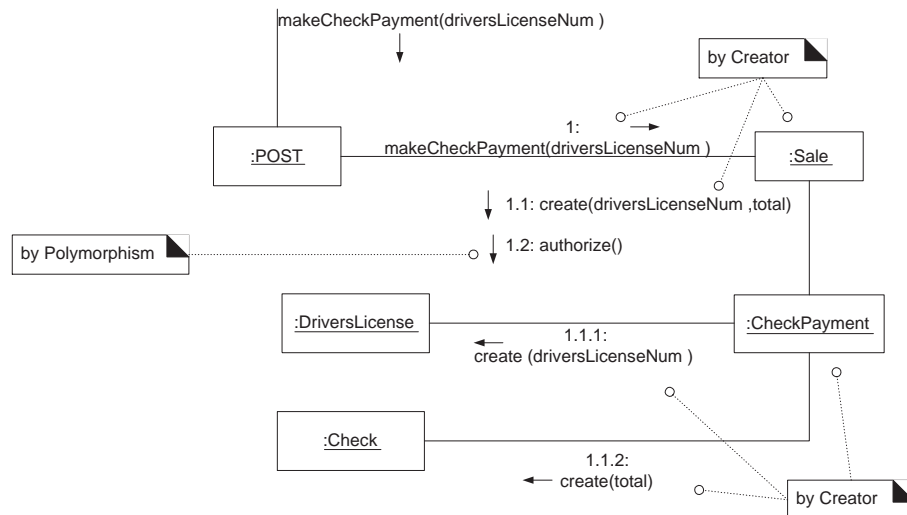 makeCheckPayment(driversLicenseNum )
by Creator
1:
:POST
makeCheckPayment(driversLicenseNum )
:Sale
1.1: create(driversLicenseNum ,total)
by Polymorphism
1.2: authorize()
:DriversLicense
:CheckPayment
1.1.1:
create (driversLicenseNum )
:Check
1.1.2:
create(total)
by Creator